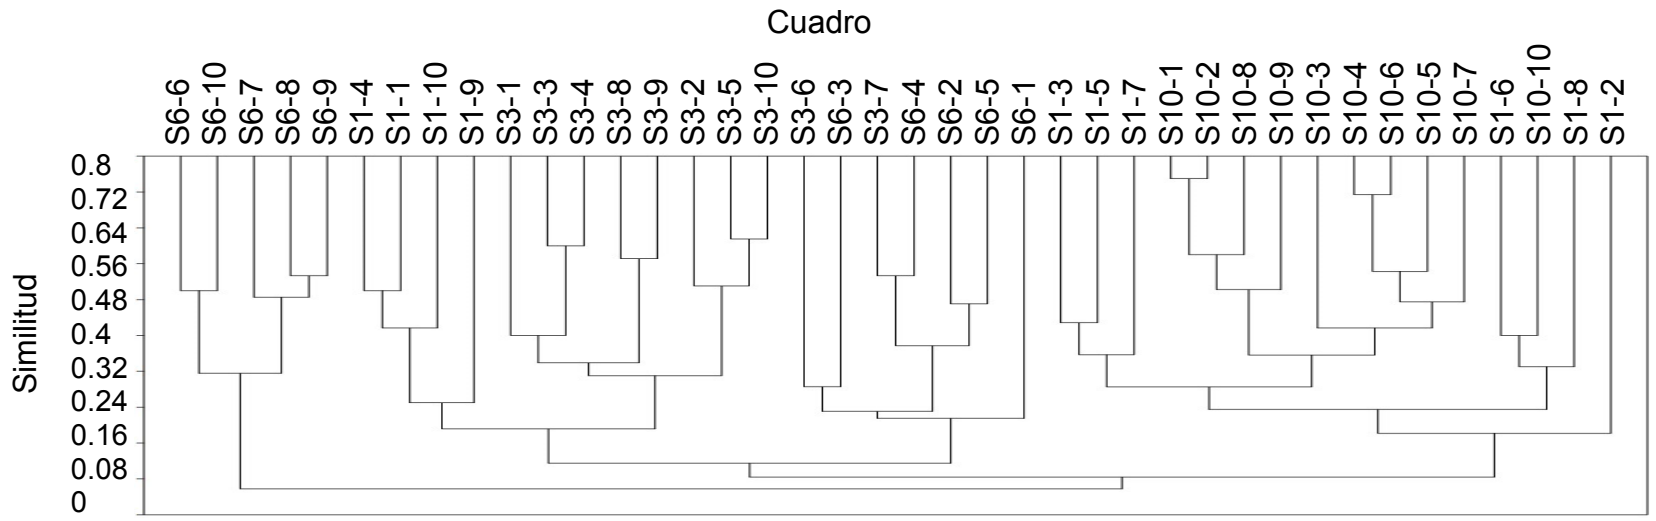 Cuadro
S6-6
S6-10
S6-7
S6-8
S6-9
S1-4
S1-1
S1-10
S1-9
S3-1
S3-3
S3-4
S3-8
S3-9
S3-2
S3-5
S3-10
S3-6
S6-3
S3-7
S6-4
S6-2
S6-5
S6-1
S1-3
S1-5
S1-7
S10-1
S10-2
S10-8
S10-9
S10-3
S10-4
S10-6
S10-5
S10-7
S1-6
S10-10
S1-8
S1-2
0.8
0.72
0.64
0.56
0.48
0.4
0.32
0.24
0.16
0.08
0
Similitud